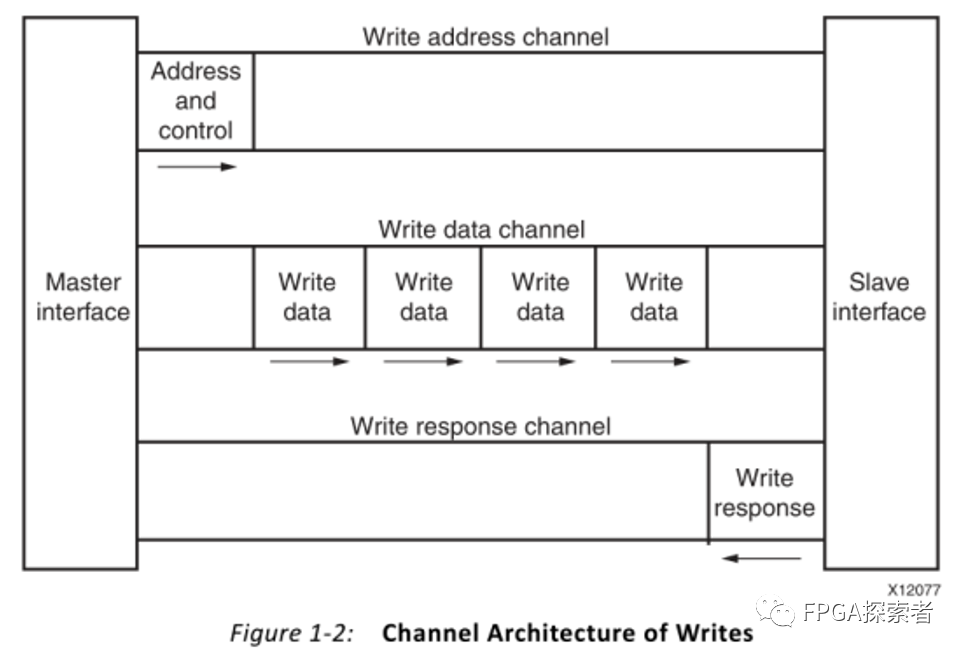 Write address channel
Address
and
control
Write data channel
Master
interface
Write
data
Write
data
Write
data
Write
data
Slave
interface
Write response channel
Write
response
X12077
FPGA探索者
Figure 1-2: Channel Architecture of Writes